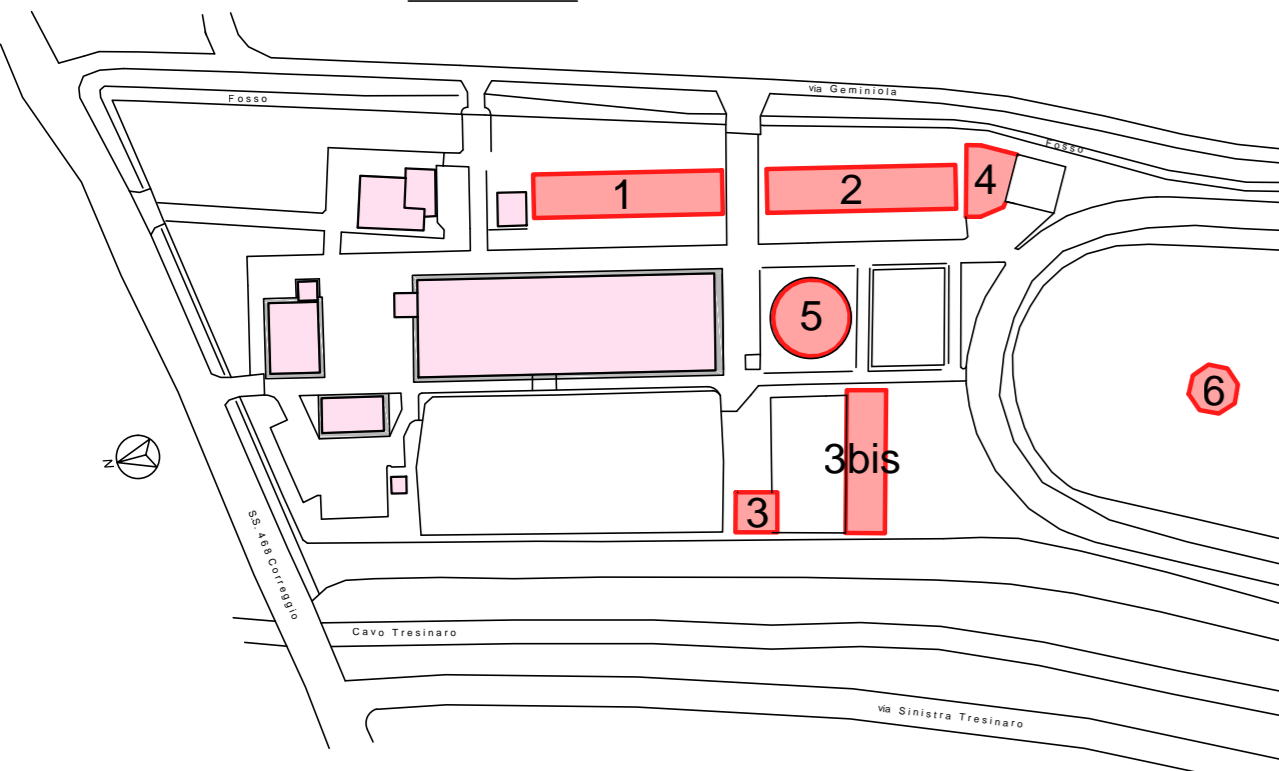 via Geminiola
Fosso
Fosso
1
2
4
5
6
3bis
3
N
S.S. 468 Correggio
Cavo Tresinaro
via Sinistra Tresinaro